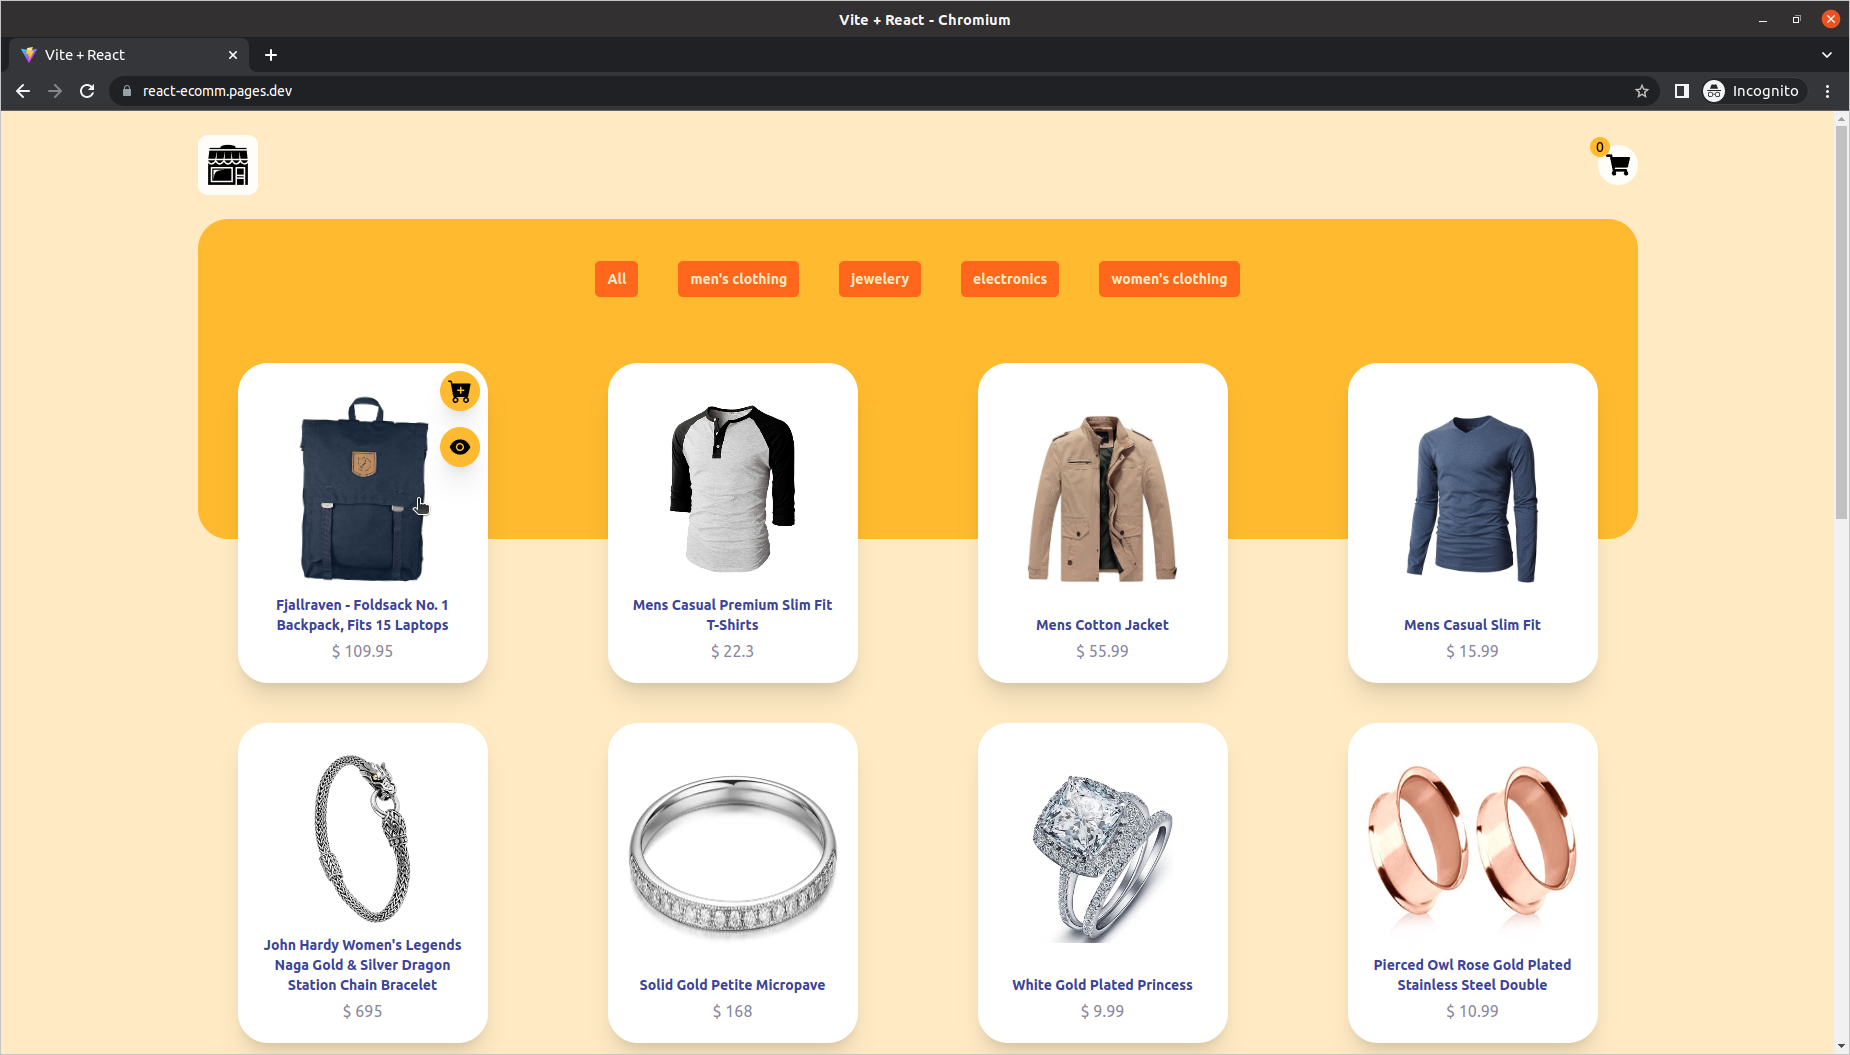 Vite + React - Chromium
Vite + React
react-ecomm.pages.dev
Incognito
0
All
men's clothing
jewelery
electronics
women's clothing
Fjallraven - Foldsack No. 1
Backpack, Fits 15 Laptops
$ 109.95
Mens Casual Premium Slim Fit
T-Shirts
$ 22.3
Mens Cotton Jacket
$ 55.99
Mens Casual Slim Fit
$ 15.99
John Hardy Women's Legends
Naga Gold & Silver Dragon
Station Chain Bracelet
$ 695
Solid Gold Petite Micropave
$ 168
White Gold Plated Princess
$ 9.99
Pierced Owl Rose Gold Plated
Stainless Steel Double
$ 10.99